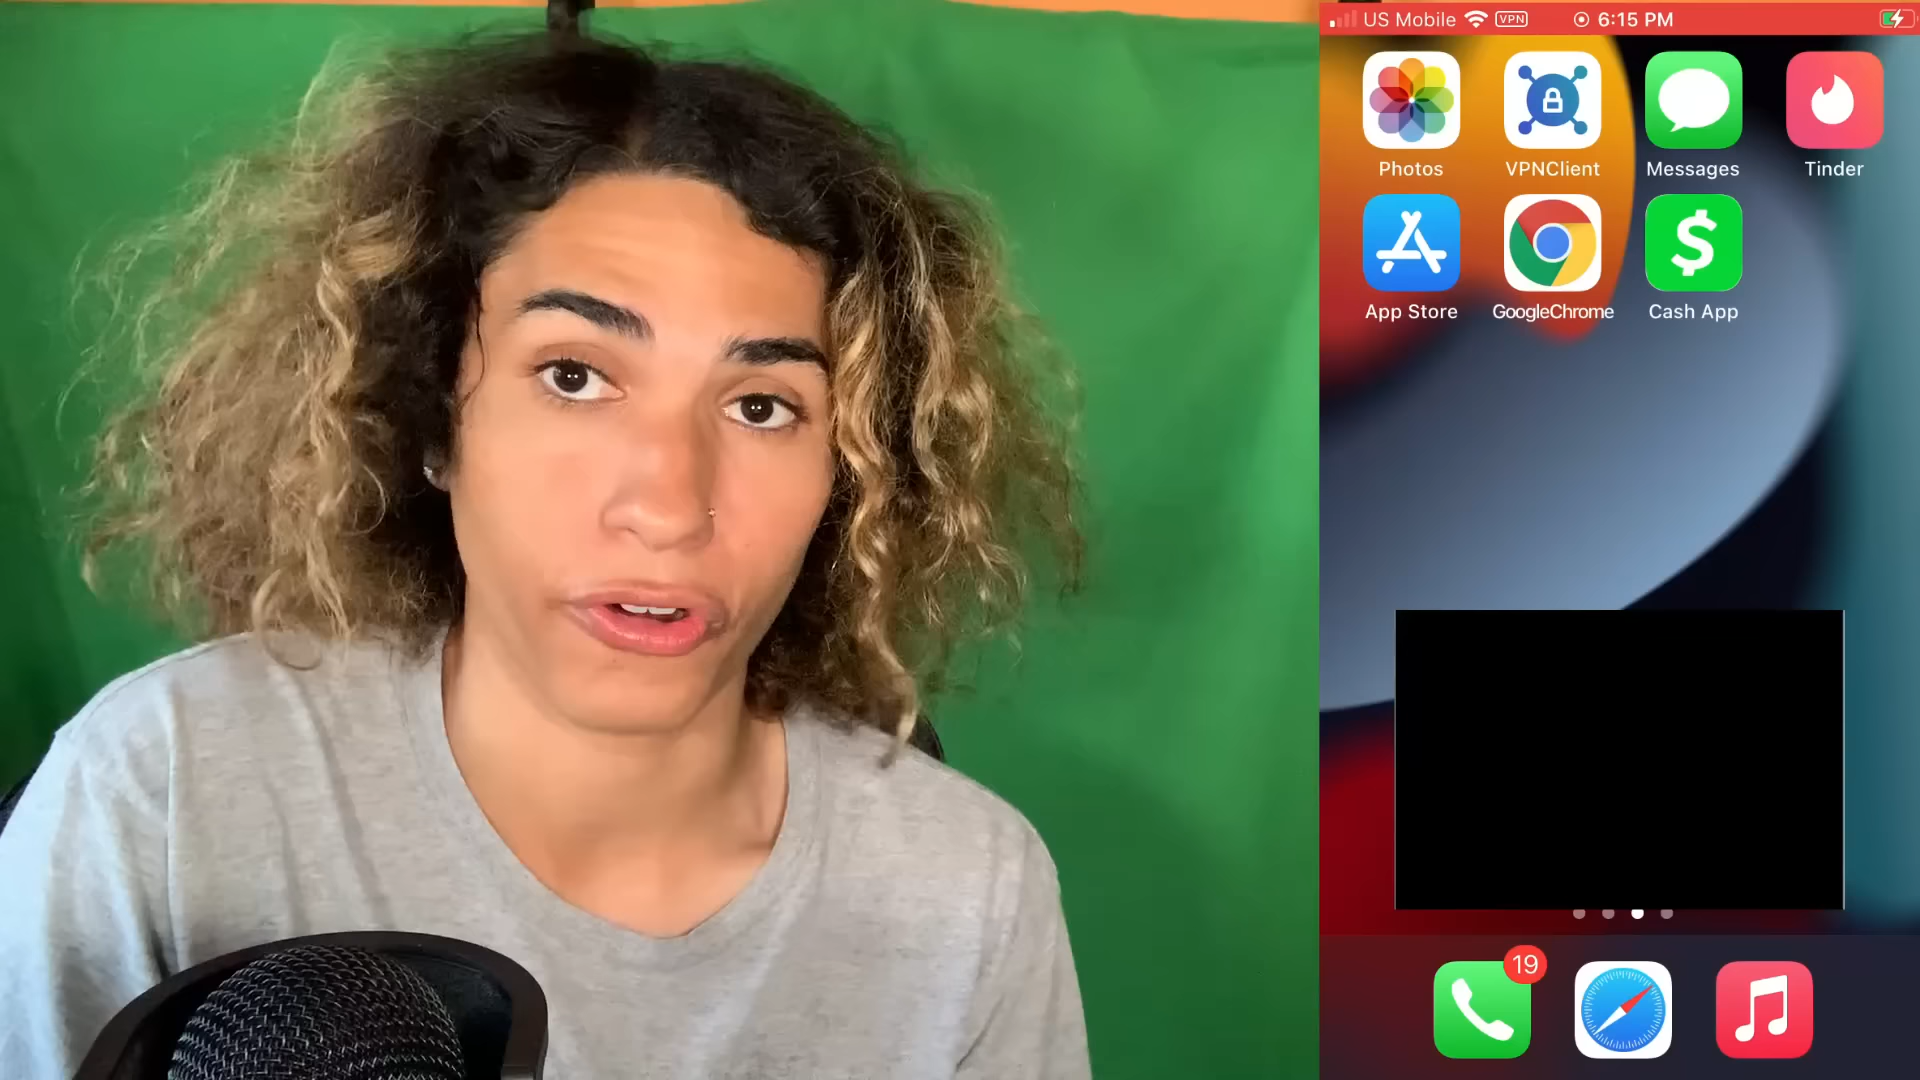 US Mobile VPN 6:15 PM
Photos VPNClient Messages Tinder
App Store GoogleChrome Cash App
19